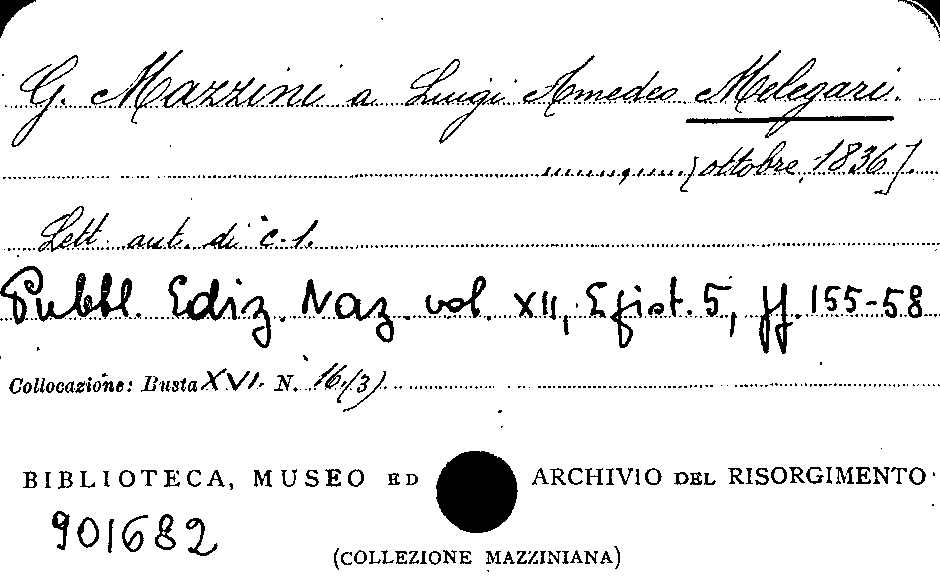 G. Mazzini a Luigi Amedeo Melegari.
[ottobre, 1836].
Lett. aut. di c. 1.
Pubbl. Ediz. Naz. vol. XII, Epist. 5, pp. 155-58
Collocazione: Busta XVI. N. 16(3)
BIBLIOTECA, MUSEO ED ARCHIVIO DEL RISORGIMENTO
901682
(COLLEZIONE MAZZINIANA)